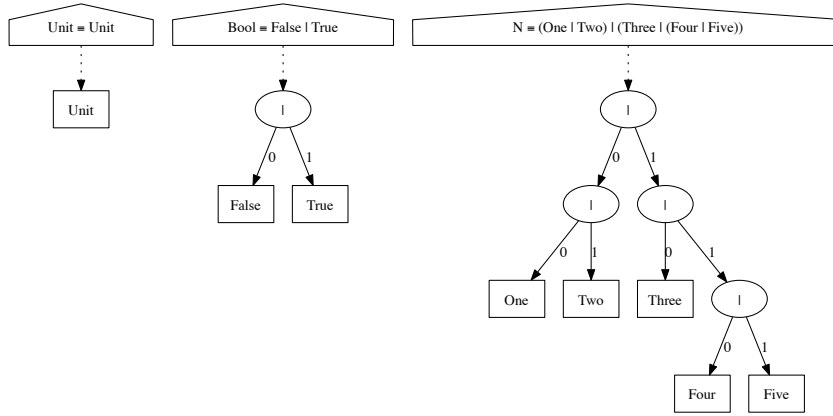 Unit ≡ Unit
Bool ≡ False | True
N ≡ (One | Two) | (Three | (Four | Five))
Unit
|
|
0
1
0
1
False
True
|
|
0
1
0
1
One
Two
Three
|
0
1
Four
Five